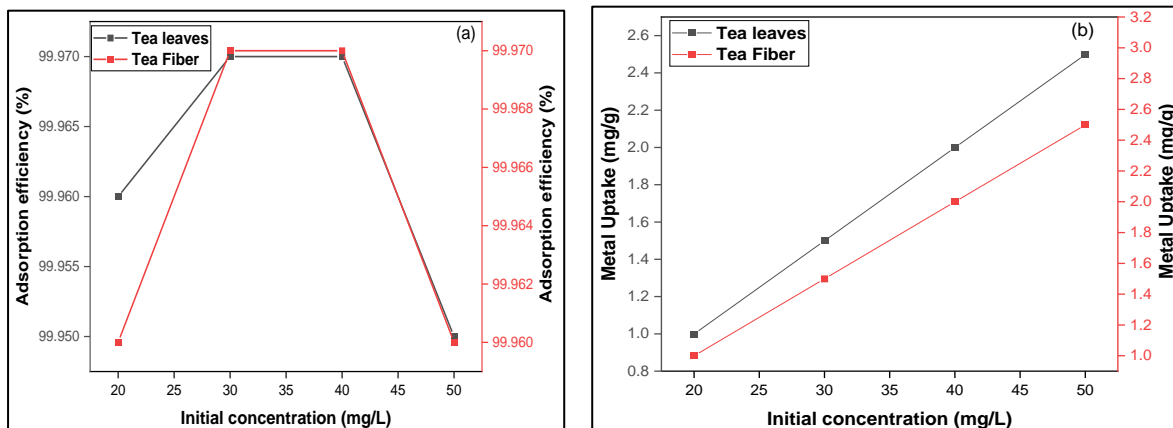 (a)
Tea leaves
Tea Fiber
Adsorption efficiency (%)
99.970
99.965
99.960
99.955
99.950
99.970
99.968
99.966
99.964
99.962
99.960
Adsorption efficiency (%)
20 25 30 35 40 45 50
Initial concentration (mg/L)
(b)
Tea leaves
Tea Fiber
Metal Uptake (mg/g)
2.6
2.4
2.2
2.0
1.8
1.6
1.4
1.2
1.0
0.8
3.2
3.0
2.8
2.6
2.4
2.2
2.0
1.8
1.6
1.4
1.2
1.0
Metal Uptake (mg/g)
20 25 30 35 40 45 50
Initial concentration (mg/L)